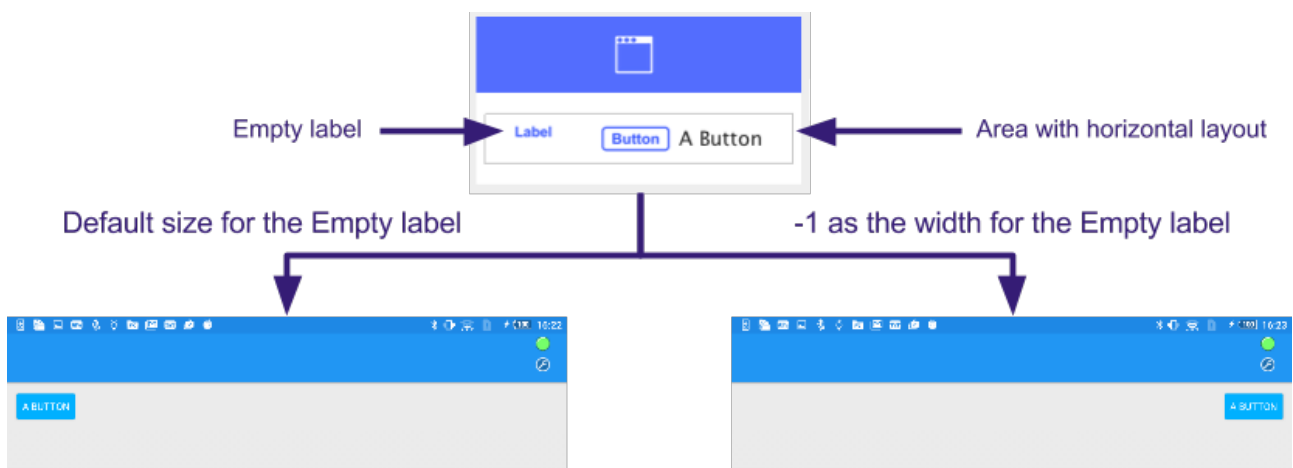 Empty label
Label
Button
A Button
Area with horizontal layout
Default size for the Empty label
-1 as the width for the Empty label
16:22
16:23
A BUTTON
A BUTTON